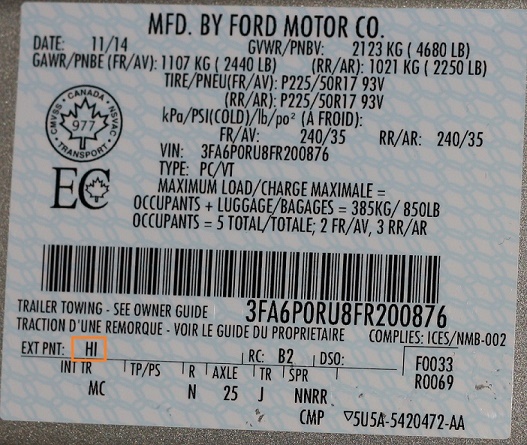 MFD. BY FORD MOTOR CO.
DATE: 11/14 GVWR/PNBV: 2123 KG ( 4680 LB)
GAWR/PNBE (FR/AV): 1107 KG ( 2440 LB) (RR/AR): 1021 KG ( 2250 LB)
TIRE/PNEU(FR/AV): P225/50R17 93V
(RR/AR): P225/50R17 93V
kPa/PSI(COLD)/lb/po² (À FROID):
FR/AV: 240/35 RR/AR: 240/35
VIN: 3FA6P0RU8FR200876
TYPE: PC/VT
MAXIMUM LOAD/CHARGE MAXIMALE =
OCCUPANTS + LUGGAGE/BAGAGES = 385KG/ 850LB
OCCUPANTS = 5 TOTAL/TOTALE; 2 FR/AV, 3 RR/AR
CMVSS · CANADA · NSVAC
977
TRANSPORT
EC
TRAILER TOWING - SEE OWNER GUIDE 3FA6P0RU8FR200876
TRACTION D'UNE REMORQUE - VOIR LE GUIDE DU PROPRIETAIRE COMPLIES: ICES/NMB-002
EXT PNT: HI RC: B2 DSO: F0033
INT TR TP/PS R AXLE TR SPR R0069
MC N 25 J NNRR
CMP ▽5U5A-5420472-AA